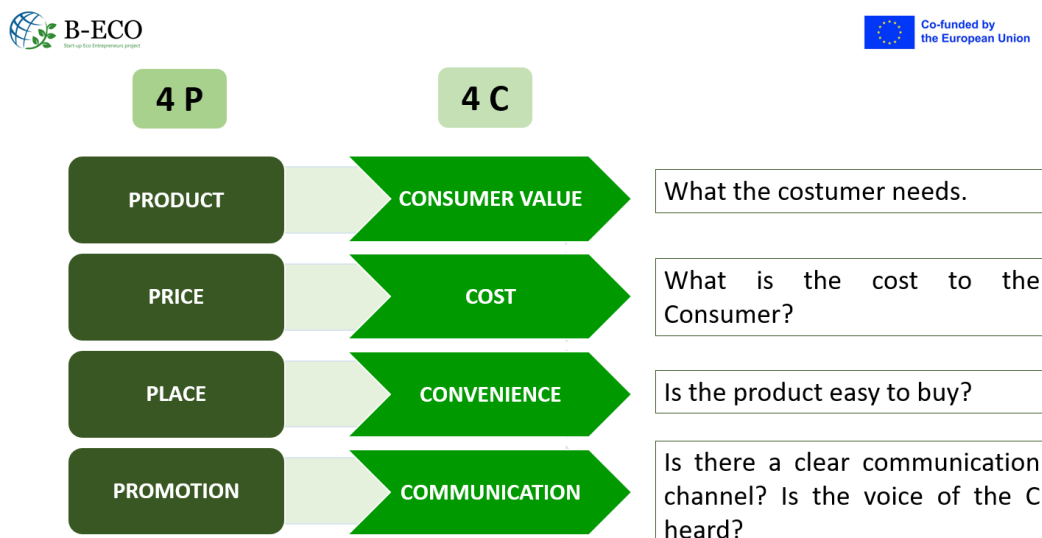 B-ECO
Start-up Eco Entrepreneurs project
Co-funded by
the European Union
4 P
4 C
PRODUCT
CONSUMER VALUE
What the costumer needs.
PRICE
COST
What is the cost to the
Consumer?
PLACE
CONVENIENCE
Is the product easy to buy?
PROMOTION
COMMUNICATION
Is there a clear communication
channel? Is the voice of the C
heard?